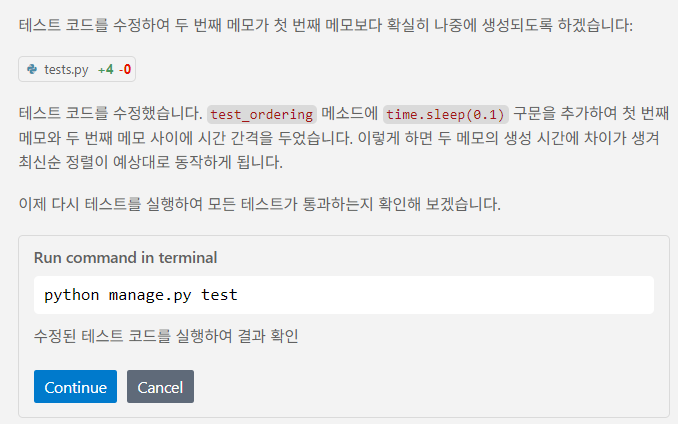 테스트 코드를 수정하여 두 번째 메모가 첫 번째 메모보다 확실히 나중에 생성되도록 하겠습니다:
tests.py +4 -0
테스트 코드를 수정했습니다. test_ordering 메소드에 time.sleep(0.1) 구문을 추가하여 첫 번째
메모와 두 번째 메모 사이에 시간 간격을 두었습니다. 이렇게 하면 두 메모의 생성 시간에 차이가 생겨
최신순 정렬이 예상대로 동작하게 됩니다.
이제 다시 테스트를 실행하여 모든 테스트가 통과하는지 확인해 보겠습니다.
Run command in terminal
python manage.py test
수정된 테스트 코드를 실행하여 결과 확인
Continue Cancel